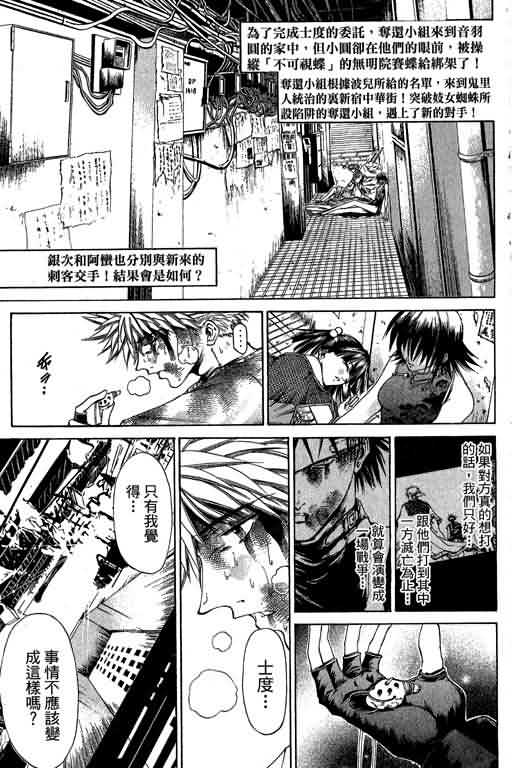 為了完成士度的委託，奪還小組來到音羽
圓的家中，但小圓卻在他們的眼前，被操
縱「不可視蝶」的無明院賽蝶給綁架了！
奪還小組根據波兒所給的名單，來到鬼里
人統治的裏新宿中華街！突破妓女蜘蛛所
設陷阱的奪還小組，遇上了新的對手！
銀次和阿蠻也分別與新來的
刺客交手！結果會是如何？
…
如果對方真的想打
的話，我們只好…
跟他們打到其中
一方滅亡為止…
就算會演變成
一場戰爭…
士度…
只有我覺
得…
事情不應該變
成這樣嗎？